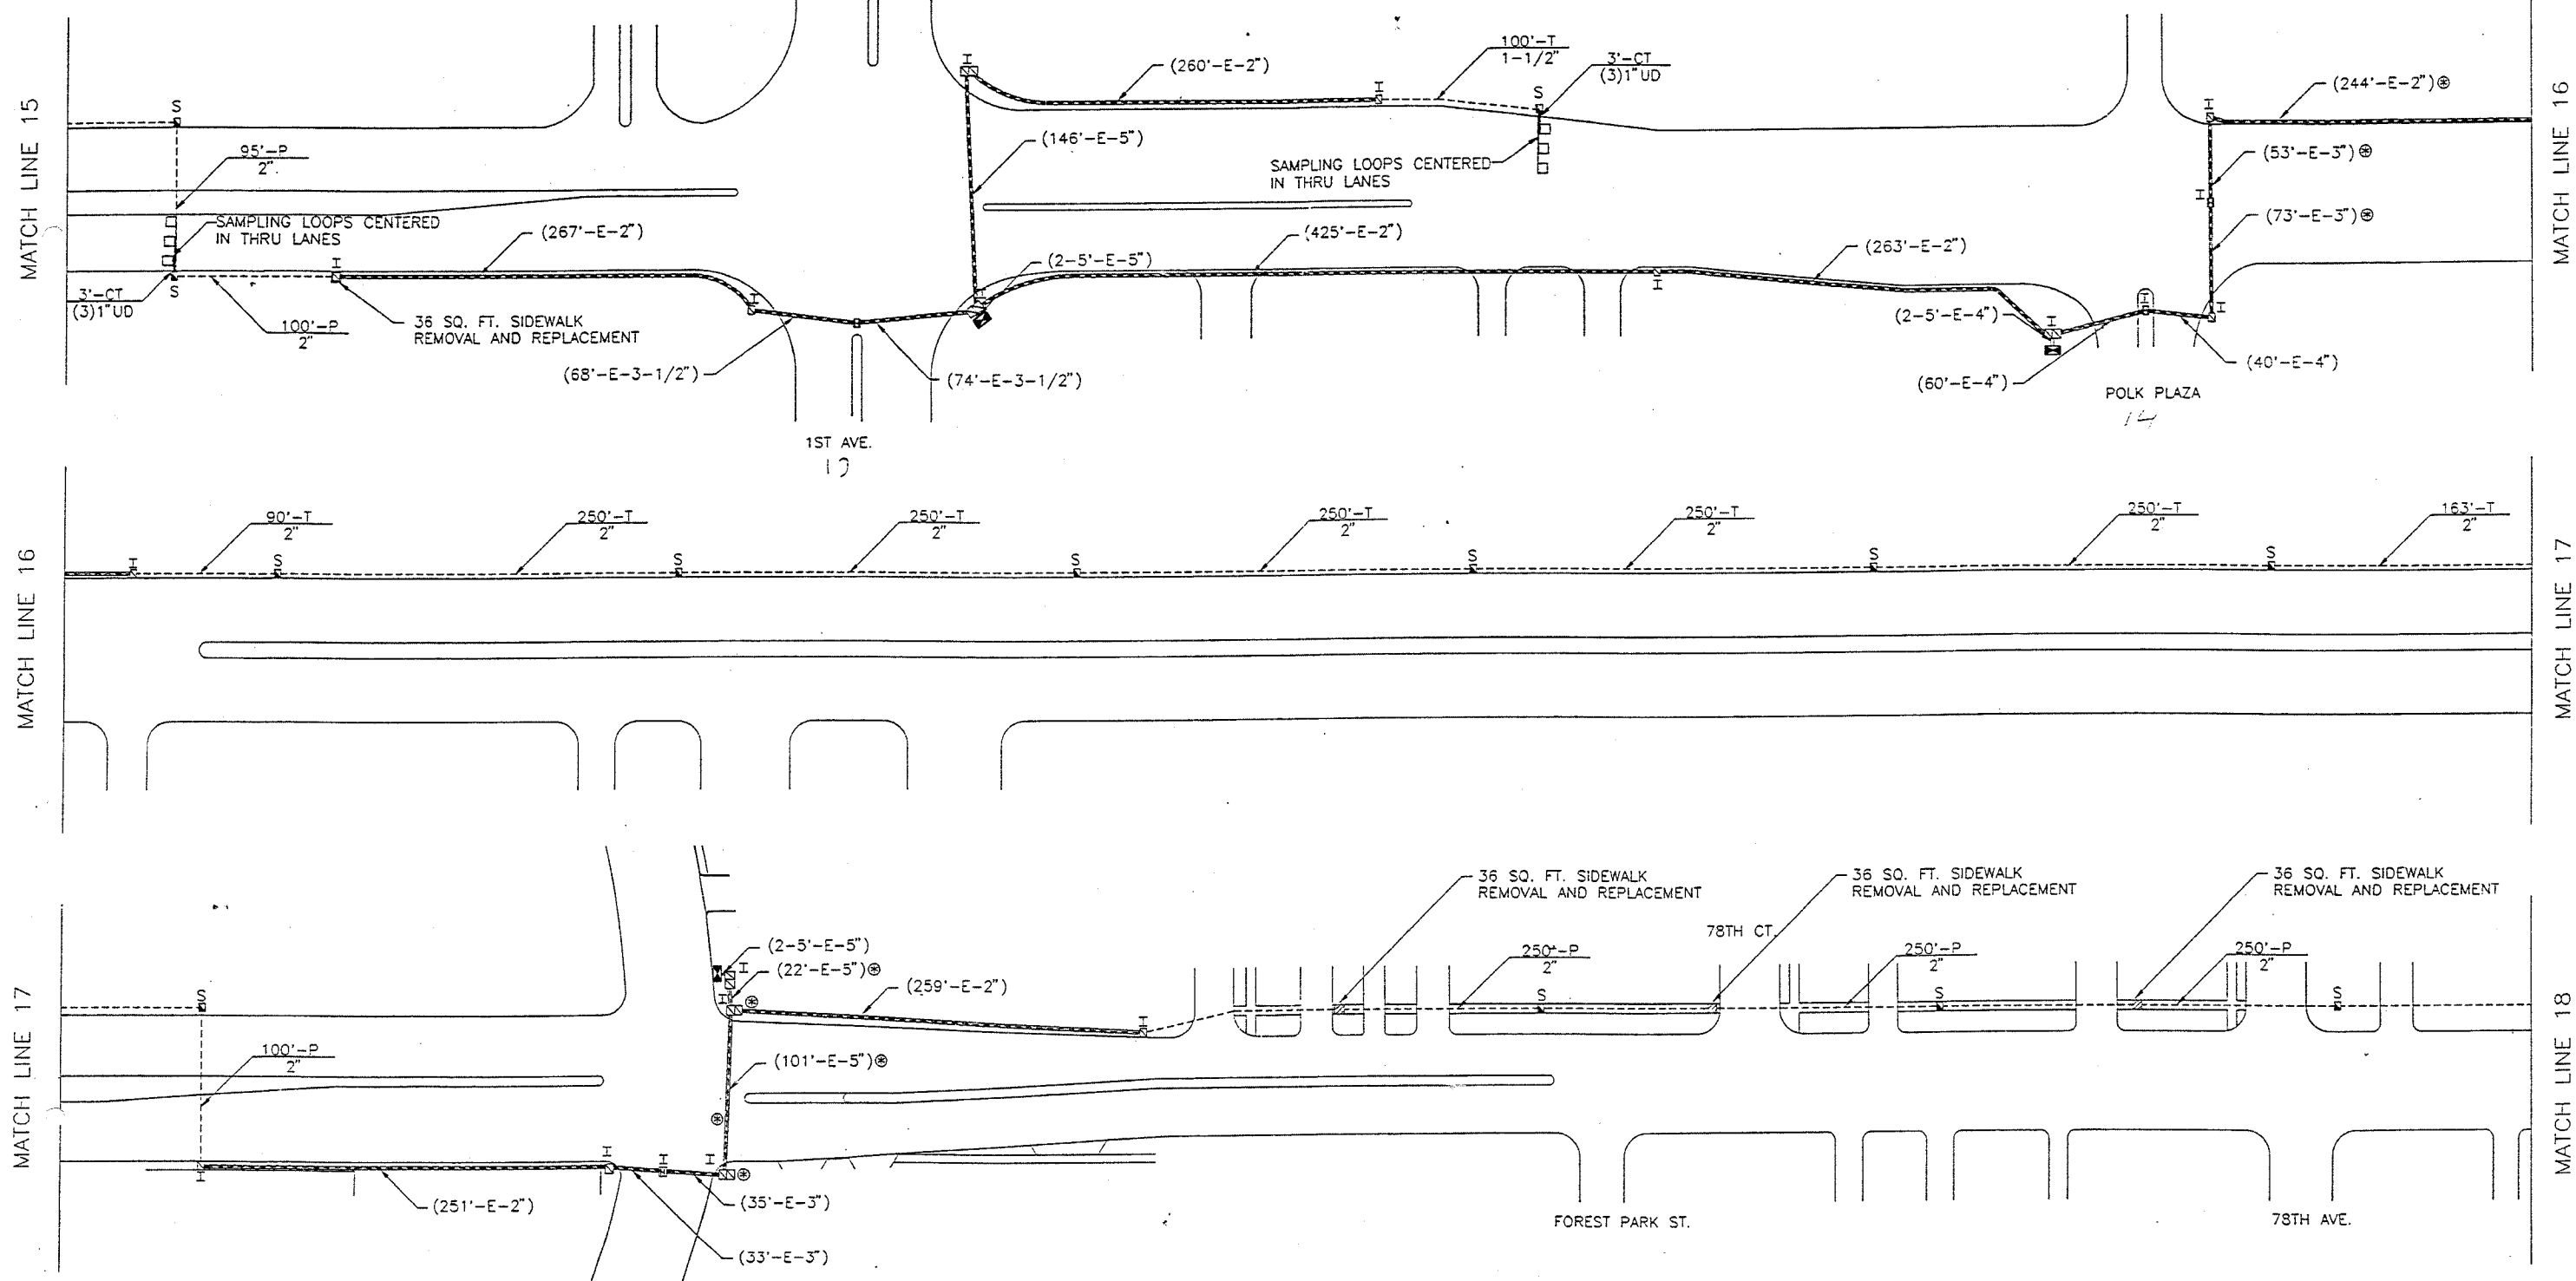 MATCH LINE 15
S
95'-P
2"
SAMPLING LOOPS CENTERED
IN THRU LANES
3'-CT
(3)1"UD
S
100'-P
2"
I
(267'-E-2")
36 SQ. FT. SIDEWALK
REMOVAL AND REPLACEMENT
I
(68'-E-3-1/2")
(74'-E-3-1/2")
1ST AVE.
I
(146'-E-5")
(2-5'-E-5")
I
(260'-E-2")
I
100'-T
1-1/2"
3'-CT
(3)1"UD
S
SAMPLING LOOPS CENTERED
IN THRU LANES
(425'-E-2")
I
(263'-E-2")
(2-5'-E-4")
I
(60'-E-4")
I
(40'-E-4")
POLK PLAZA
14
I
(244'-E-2")⊛
(53'-E-3")⊛
I
(73'-E-3")⊛
I
MATCH LINE 16
MATCH LINE 16
I
90'-T
2"
S
250'-T
2"
S
250'-T
2"
S
250'-T
2"
S
250'-T
2"
S
250'-T
2"
S
163'-T
2"
MATCH LINE 17
MATCH LINE 17
S
100'-P
2"
I
(251'-E-2")
I
I
(33'-E-3")
(35'-E-3")
I
⊛
⊛
(101'-E-5")⊛
(2-5'-E-5")
I
(22'-E-5")⊛
I
⊛
(259'-E-2")
I
36 SQ. FT. SIDEWALK
REMOVAL AND REPLACEMENT
250'-P
2"
S
78TH CT.
36 SQ. FT. SIDEWALK
REMOVAL AND REPLACEMENT
250'-P
2"
S
36 SQ. FT. SIDEWALK
REMOVAL AND REPLACEMENT
250'-P
2"
S
FOREST PARK ST.
78TH AVE.
MATCH LINE 18